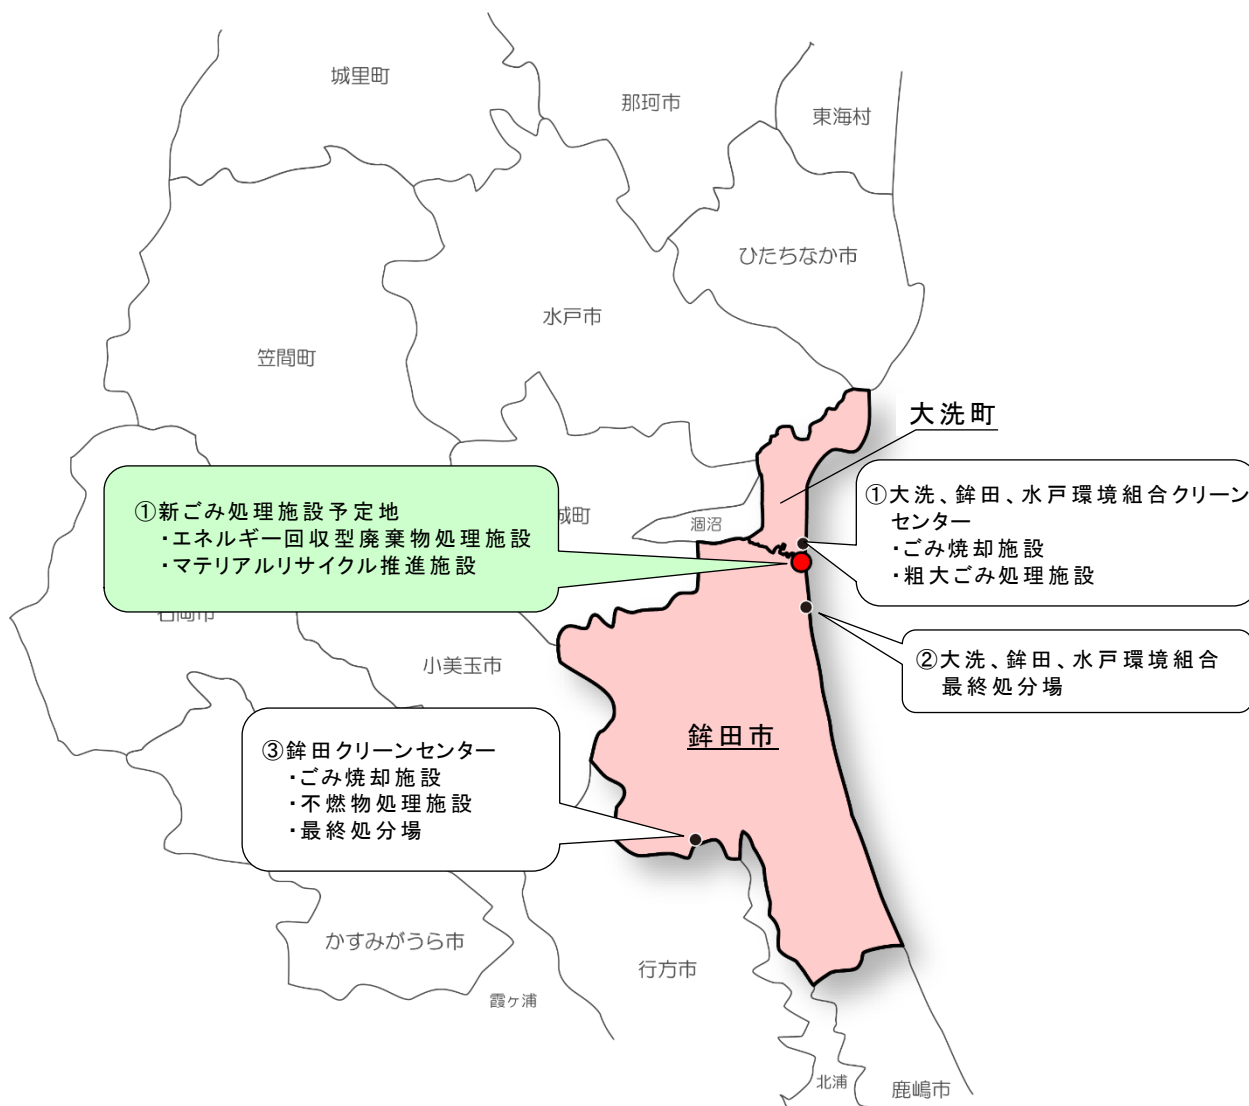 城里町
那珂市
東海村
ひたちなか市
水戸市
笠間町
大洗町
①新ごみ処理施設予定地
・エネルギー回収型廃棄物処理施設
・マテリアルリサイクル推進施設
城町
涸沼
①大洗、鉾田、水戸環境組合クリーン
センター
・ごみ焼却施設
・粗大ごみ処理施設
小美玉市
②大洗、鉾田、水戸環境組合
最終処分場
鉾田市
③鉾田クリーンセンター
・ごみ焼却施設
・不燃物処理施設
・最終処分場
かすみがうら市
行方市
霞ヶ浦
北浦
鹿嶋市